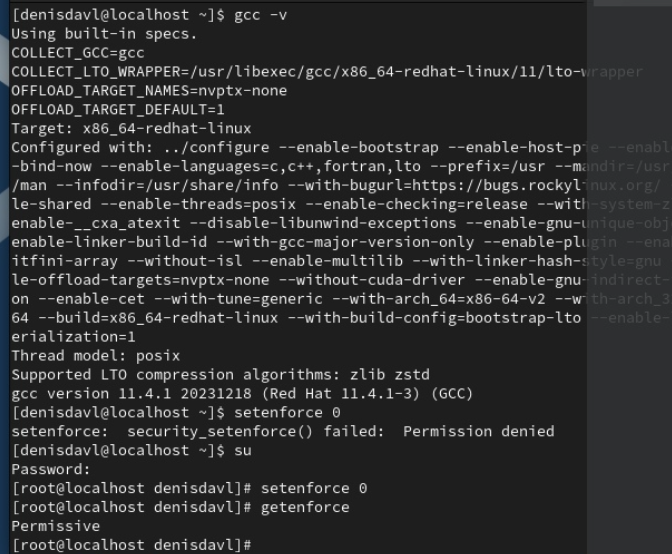 [denisdavl@localhost ~]$ gcc -v
Using built-in specs.
COLLECT_GCC=gcc
COLLECT_LTO_WRAPPER=/usr/libexec/gcc/x86_64-redhat-linux/11/lto-wrapper
OFFLOAD_TARGET_NAMES=nvptx-none
OFFLOAD_TARGET_DEFAULT=1
Target: x86_64-redhat-linux
Configured with: ../configure --enable-bootstrap --enable-host-pie --enabl
-bind-now --enable-languages=c,c++,fortran,lto --prefix=/usr --mandir=/usr
/man --infodir=/usr/share/info --with-bugurl=https://bugs.rockylinux.org/
le-shared --enable-threads=posix --enable-checking=release --with-system-z
enable-__cxa_atexit --disable-libunwind-exceptions --enable-gnu-unique-obj
enable-linker-build-id --with-gcc-major-version-only --enable-plugin --ena
itfini-array --without-isl --enable-multilib --with-linker-hash-style=gnu
le-offload-targets=nvptx-none --without-cuda-driver --enable-gnu-indirect-
on --enable-cet --with-tune=generic --with-arch_64=x86-64-v2 --with-arch_3
64 --build=x86_64-redhat-linux --with-build-config=bootstrap-lto --enable-
erialization=1
Thread model: posix
Supported LTO compression algorithms: zlib zstd
gcc version 11.4.1 20231218 (Red Hat 11.4.1-3) (GCC)
[denisdavl@localhost ~]$ setenforce 0
setenforce:  security_setenforce() failed:  Permission denied
[denisdavl@localhost ~]$ su
Password:
[root@localhost denisdavl]# setenforce 0
[root@localhost denisdavl]# getenforce
Permissive
[root@localhost denisdavl]#